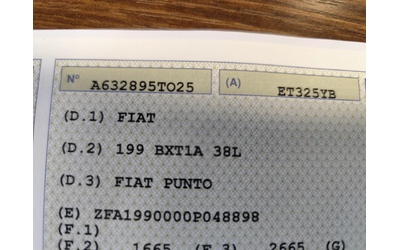 N° A632895TO25 (A) ET325YB
(D.1) FIAT
(D.2) 199 BXT1A 38L
(D.3) FIAT PUNTO
(E) ZFA1990000P048898
(F.1)
(F.2) 1665 (F.3) 2665 (G)